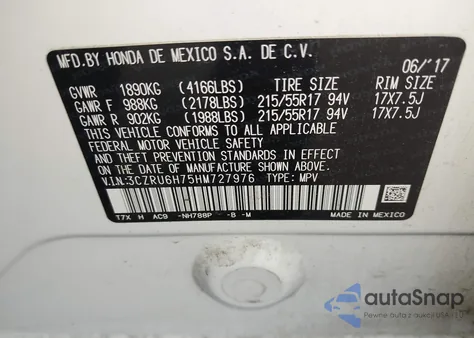 MFD.BY HONDA DE MEXICO S.A. DE C.V.
06/'17
GVWR 1890KG (4166LBS) TIRE SIZE RIM SIZE
GAWR F 988KG (2178LBS) 215/55R17 94V 17X7.5J
GAWR R 902KG (1988LBS) 215/55R17 94V 17X7.5J
THIS VEHICLE CONFORMS TO ALL APPLICABLE
FEDERAL MOTOR VEHICLE SAFETY BUMPER,
AND THEFT PREVENTION STANDARDS IN EFFECT ON
THE DATE OF MANUFACTURE SHOWN ABOVE.
V.I.N:3CZRU6H75HM727976 TYPE: MPV
T7X H AC9 -NH788P -B -M
MADE IN MEXICO
autoSnap